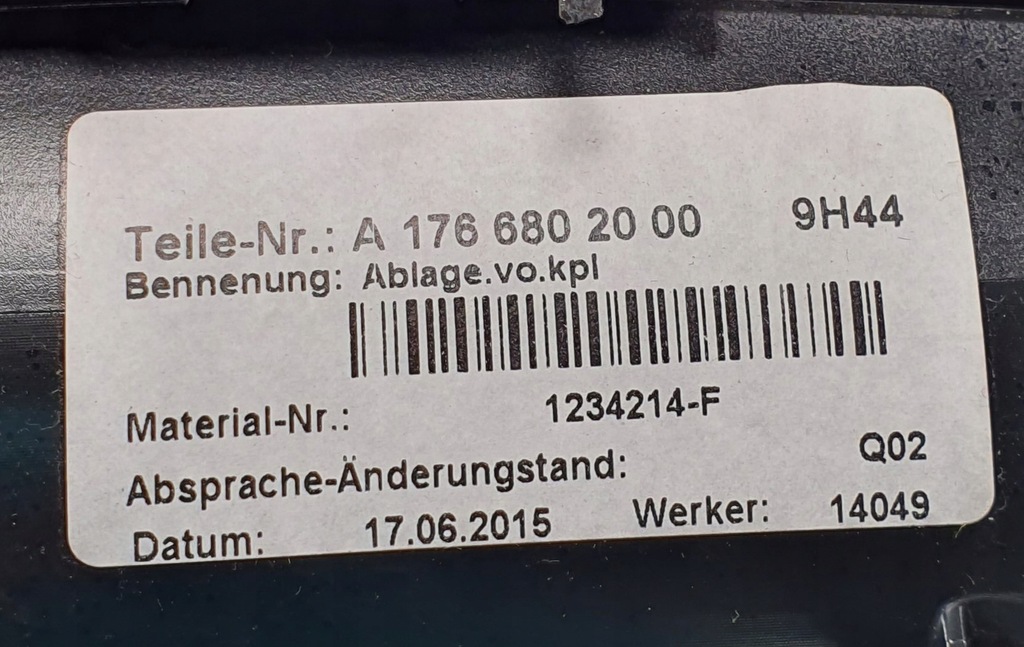 Teile-Nr.: A 176 680 20 00 9H44
Bennenung: Ablage.vo.kpl
Material-Nr.: 1234214-F
Absprache-Änderungstand: Q02
Datum: 17.06.2015 Werker: 14049